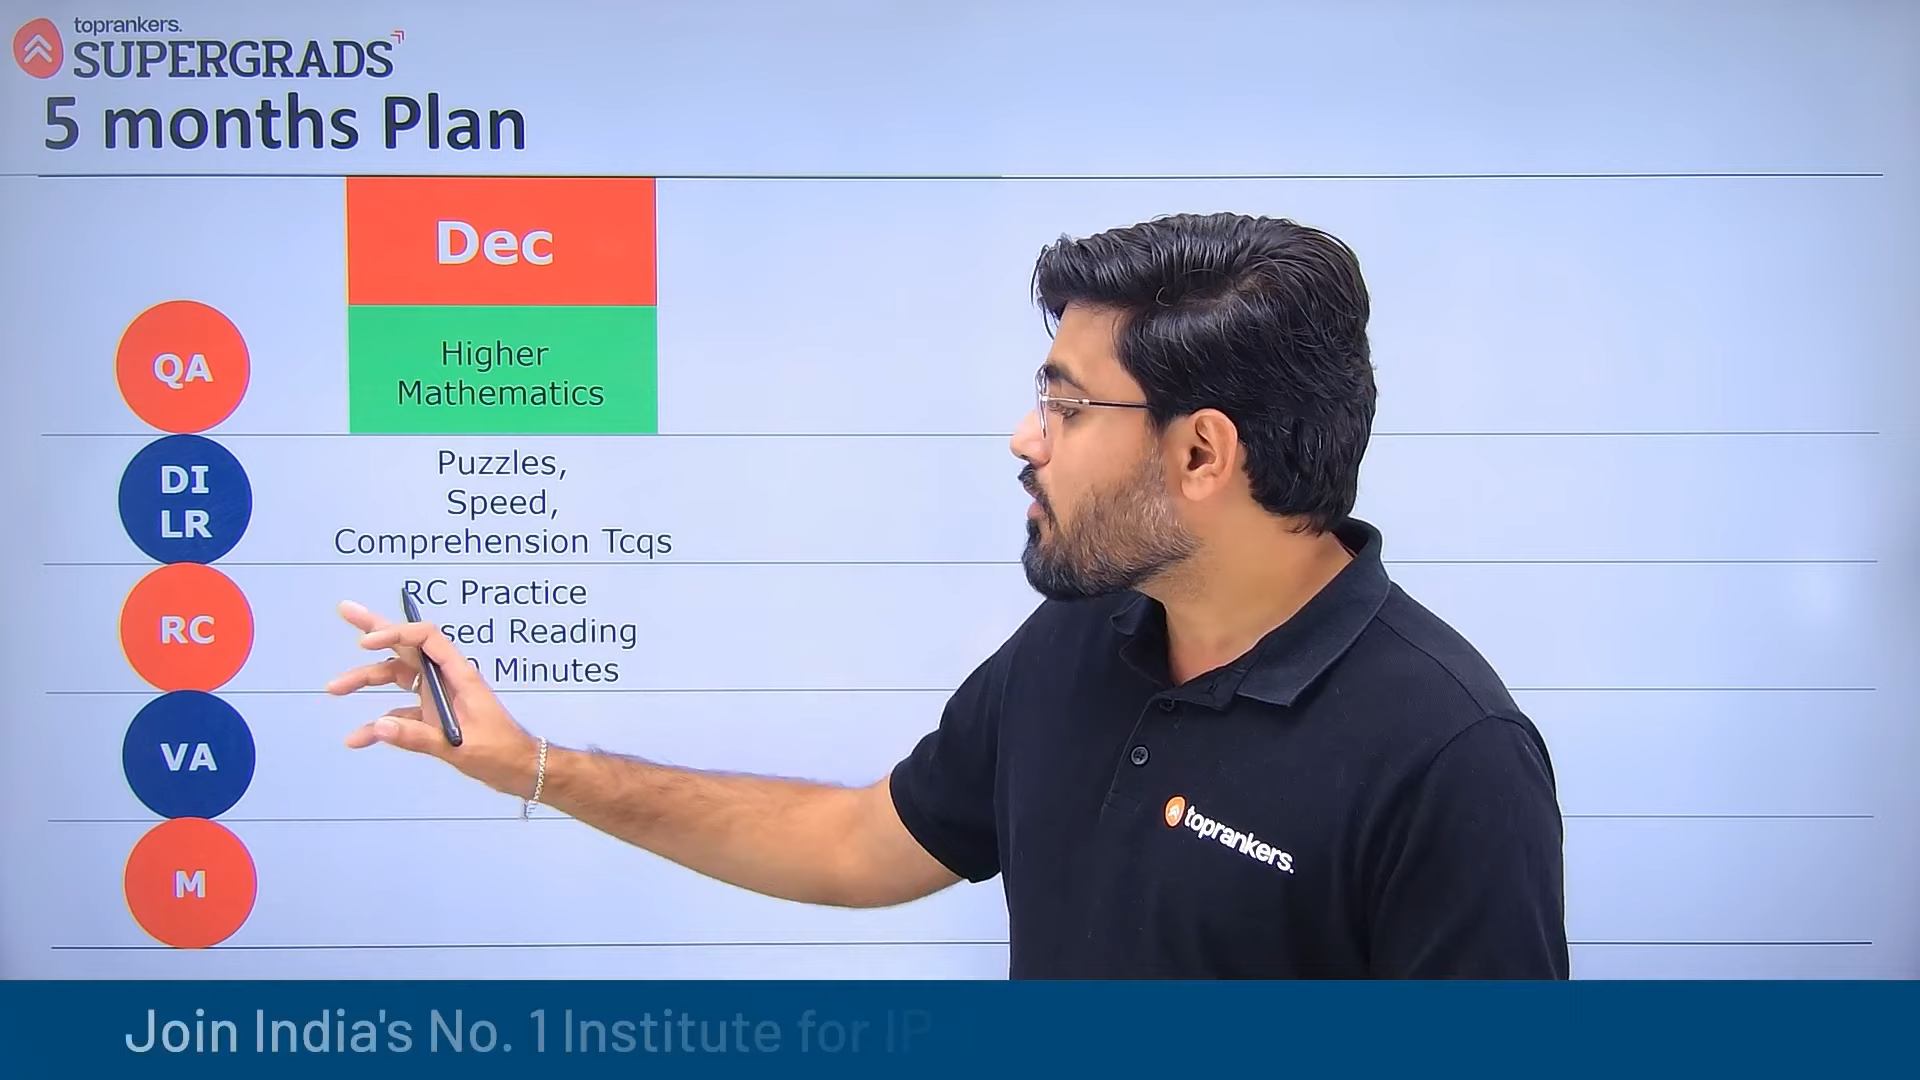 toprankers.
SUPERGRADS
5 months Plan
Dec
QA
Higher
Mathematics
DI
LR
Puzzles,
Speed,
Comprehension Tcqs
RC
RC Practice
Reading
Minutes
VA
M
toprankers.
Join India's No. 1 Institute for IP